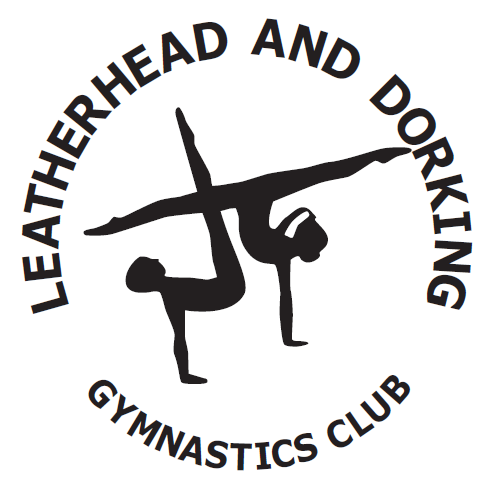 LEATHERHEAD AND DORKING
GYMNASTICS CLUB